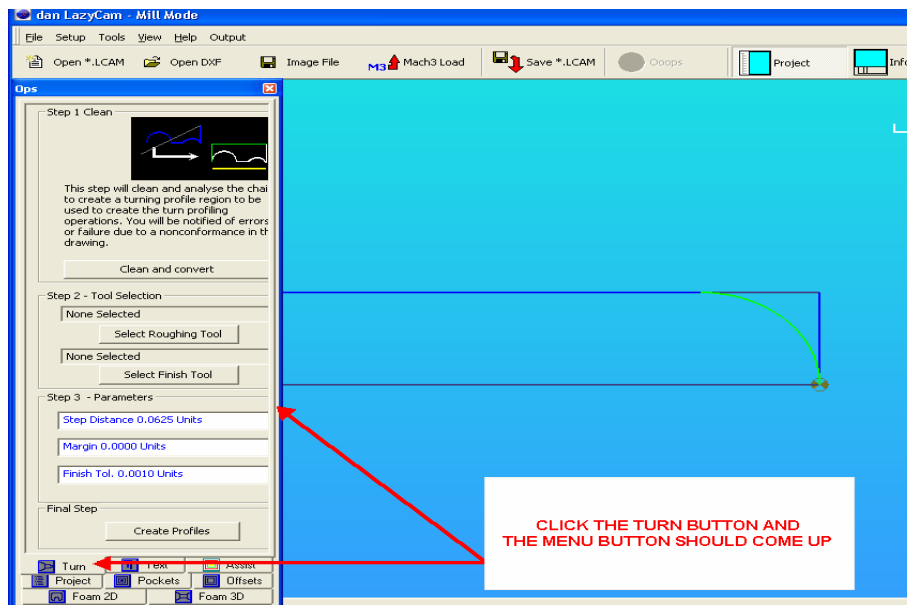 dan LazyCam - Mill Mode
File Setup Tools View Help Output
Open *.LCAM Open DXF Image File M3 Mach3 Load Save *.LCAM Ooops Project Info
Ops
Step 1 Clean
This step will clean and analyse the chai
to create a turning profile region to be
used to create the turn profiling
operations. You will be notified of errors
or failure due to a nonconformance in th
drawing.
Clean and convert
Step 2 - Tool Selection
None Selected
Select Roughing Tool
None Selected
Select Finish Tool
Step 3 - Parameters
Step Distance 0.0625 Units
Margin 0.0000 Units
Finish Tol. 0.0010 Units
Final Step
Create Profiles
CLICK THE TURN BUTTON AND
THE MENU BUTTON SHOULD COME UP
Turn Text Assist
Project Pockets Offsets
Foam 2D Foam 3D